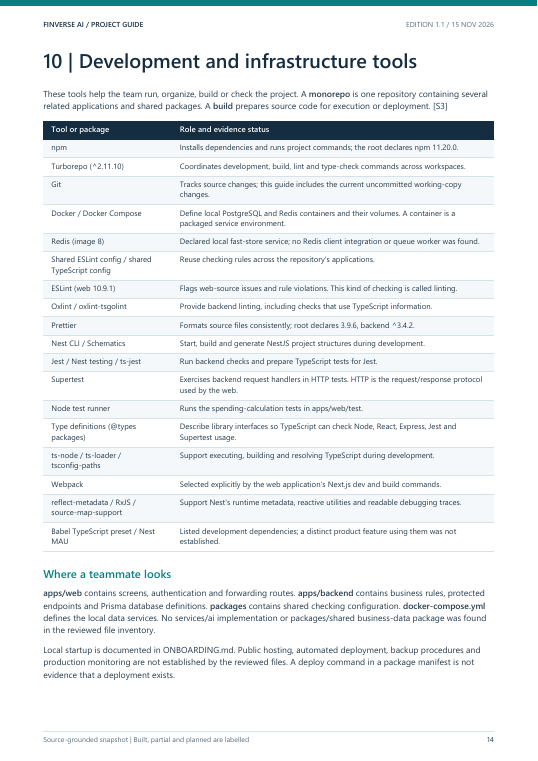 FINVERSE AI / PROJECT GUIDE
EDITION 1.1 / 15 NOV 2026
10 | Development and infrastructure tools
These tools help the team run, organize, build or check the project. A monorepo is one repository containing several
related applications and shared packages. A build prepares source code for execution or deployment. [S3]
Tool or package
Role and evidence status
npm
Installs dependencies and runs project commands; the root declares npm 11.20.0.
Turborepo (^2.11.10)
Coordinates development, build, lint and type-check commands across workspaces.
Git
Tracks source changes; this guide includes the current uncommitted working-copy
changes.
Docker / Docker Compose
Define local PostgreSQL and Redis containers and their volumes. A container is a
packaged service environment.
Redis (image 8)
Declared local fast-store service; no Redis client integration or queue worker was found.
Shared ESLint config / shared
TypeScript config
Reuse checking rules across the repository's applications.
ESLint (web 10.9.1)
Flags web-source issues and rule violations. This kind of checking is called linting.
Oxlint / oxlint-tsgolint
Provide backend linting, including checks that use TypeScript information.
Prettier
Formats source files consistently; root declares 3.9.6, backend ^3.4.2.
Nest CLI / Schematics
Start, build and generate NestJS project structures during development.
Jest / Nest testing / ts-jest
Run backend checks and prepare TypeScript tests for Jest.
Supertest
Exercises backend request handlers in HTTP tests. HTTP is the request/response protocol
used by the web.
Node test runner
Runs the spending-calculation tests in apps/web/test.
Type definitions (@types
packages)
Describe library interfaces so TypeScript can check Node, React, Express, Jest and
Supertest usage.
ts-node / ts-loader /
tsconfig-paths
Support executing, building and resolving TypeScript during development.
Webpack
Selected explicitly by the web application's Next.js dev and build commands.
reflect-metadata / RxJS /
source-map-support
Support Nest's runtime metadata, reactive utilities and readable debugging traces.
Babel TypeScript preset / Nest
MAU
Listed development dependencies; a distinct product feature using them was not
established.
Where a teammate looks
apps/web contains screens, authentication and forwarding routes. apps/backend contains business rules, protected
endpoints and Prisma database definitions. packages contains shared checking configuration. docker-compose.yml
defines the local data services. No services/ai implementation or packages/shared business-data package was found
in the reviewed file inventory.
Local startup is documented in ONBOARDING.md. Public hosting, automated deployment, backup procedures and
production monitoring are not established by the reviewed files. A deploy command in a package manifest is not
evidence that a deployment exists.
Source-grounded snapshot | Built, partial and planned are labelled
14